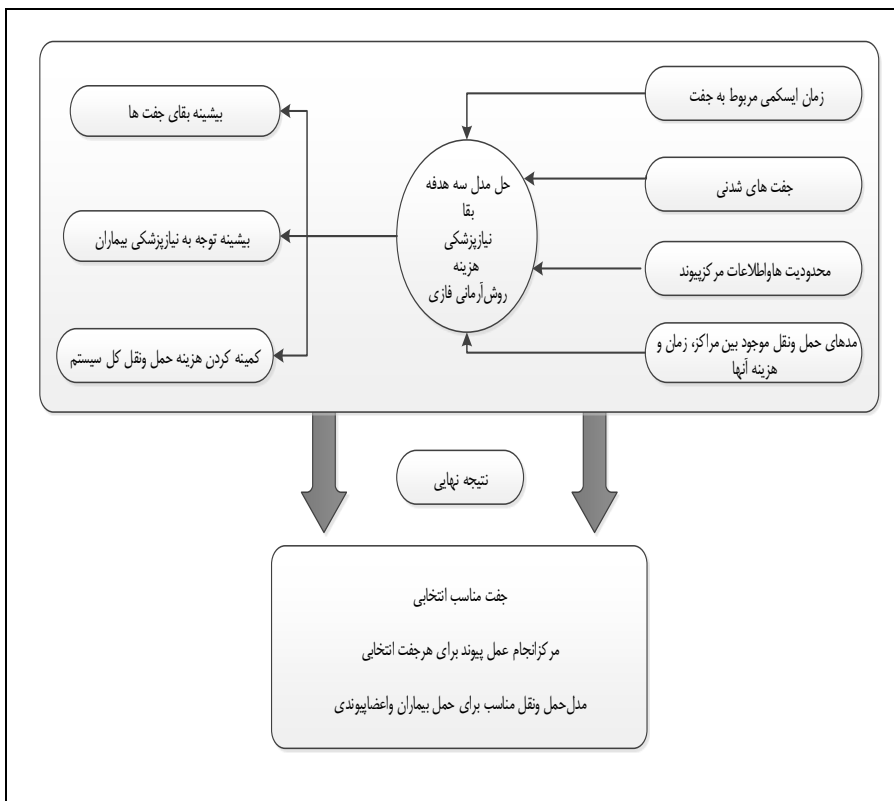 زمان ایسکمی مربوط به جفت
جفت های شدنی
محدودیت هاواطلاعات مرکزپیوند
مدهای حمل ونقل موجود بین مراکز، زمان و
هزینه آنها
حل مدل سه هدفه
بقا
نیازپزشکی
هزینه
روش‌آرمانی فازی
بیشینه بقای جفت ها
بیشینه توجه به نیازپزشکی بیماران
کمینه کردن هزینه حمل ونقل کل سیستم
نتیجه نهایی
جفت مناسب انتخابی
مرکزانجام عمل پیوند برای هرجفت انتخابی
مدل‌حمل ونقل مناسب برای حمل بیماران واعضاپیوندی